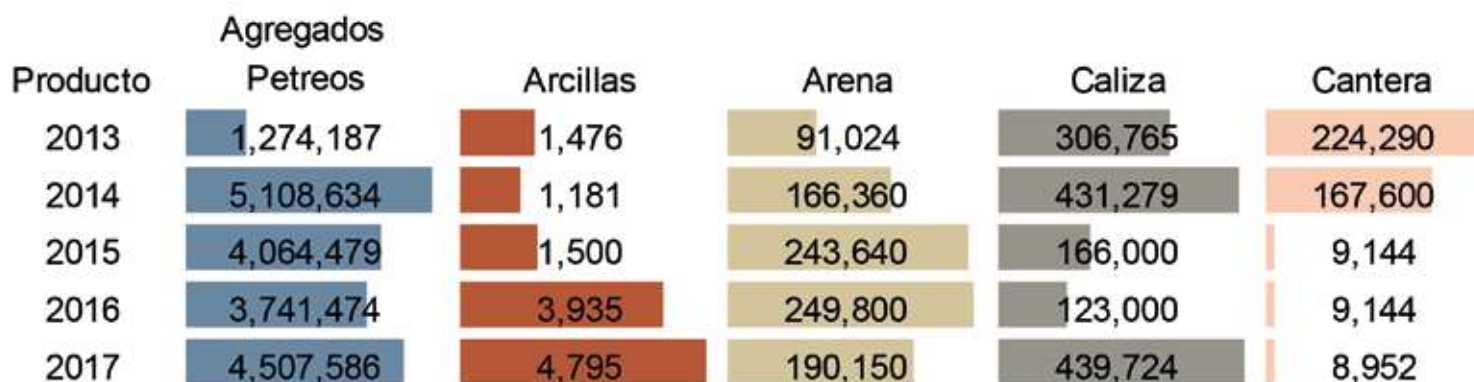 Agregados
Producto Petreos Arcillas Arena Caliza Cantera
2013 1,274,187 1,476 91,024 306,765 224,290
2014 5,108,634 1,181 166,360 431,279 167,600
2015 4,064,479 1,500 243,640 166,000 9,144
2016 3,741,474 3,935 249,800 123,000 9,144
2017 4,507,586 4,795 190,150 439,724 8,952